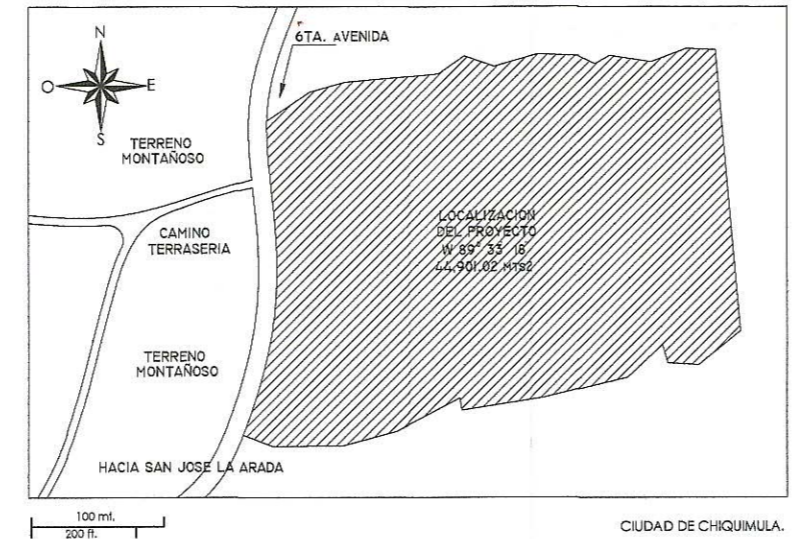 6TA. AVENIDA
N
O
E
S
TERRENO
MONTAÑOSO
CAMINO
TERRASERIA
LOCALIZACION
DEL PROYECTO
W 89° 33' 16
44,901.02 MTS2
TERRENO
MONTAÑOSO
HACIA SAN JOSE LA ARADA
100 mt.
200 ft.
CIUDAD DE CHIQUIMULA.